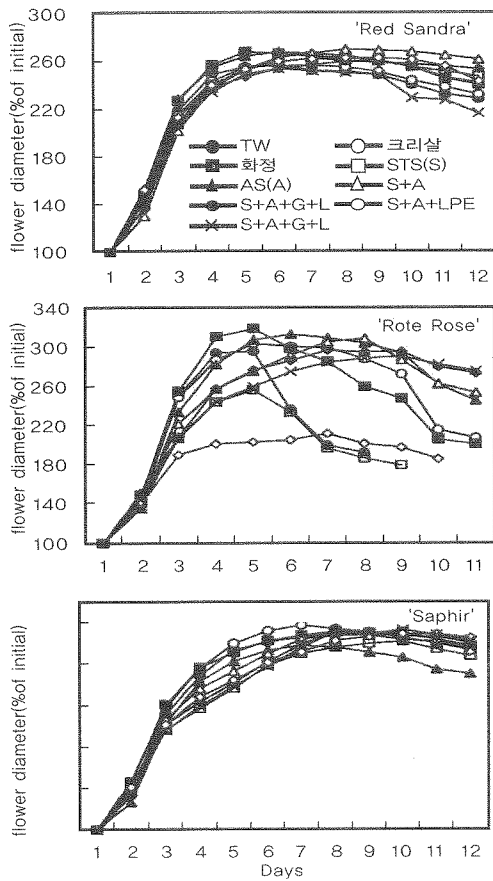 'Red Sandra'
flower diameter(%of initial)
300
260
220
180
140
100
TW
크리살
화정
STS(S)
AS(A)
S+A
S+A+G+L
S+A+LPE
S+A+G+L
1 2 3 4 5 6 7 8 9 10 11 12
'Rote Rose'
flower diameter(%of initial)
340
300
260
220
180
140
100
1 2 3 4 5 6 7 8 9 10 11
'Saphir'
flower diameter(%of initial)
1 2 3 4 5 6 7 8 9 10 11 12
Days